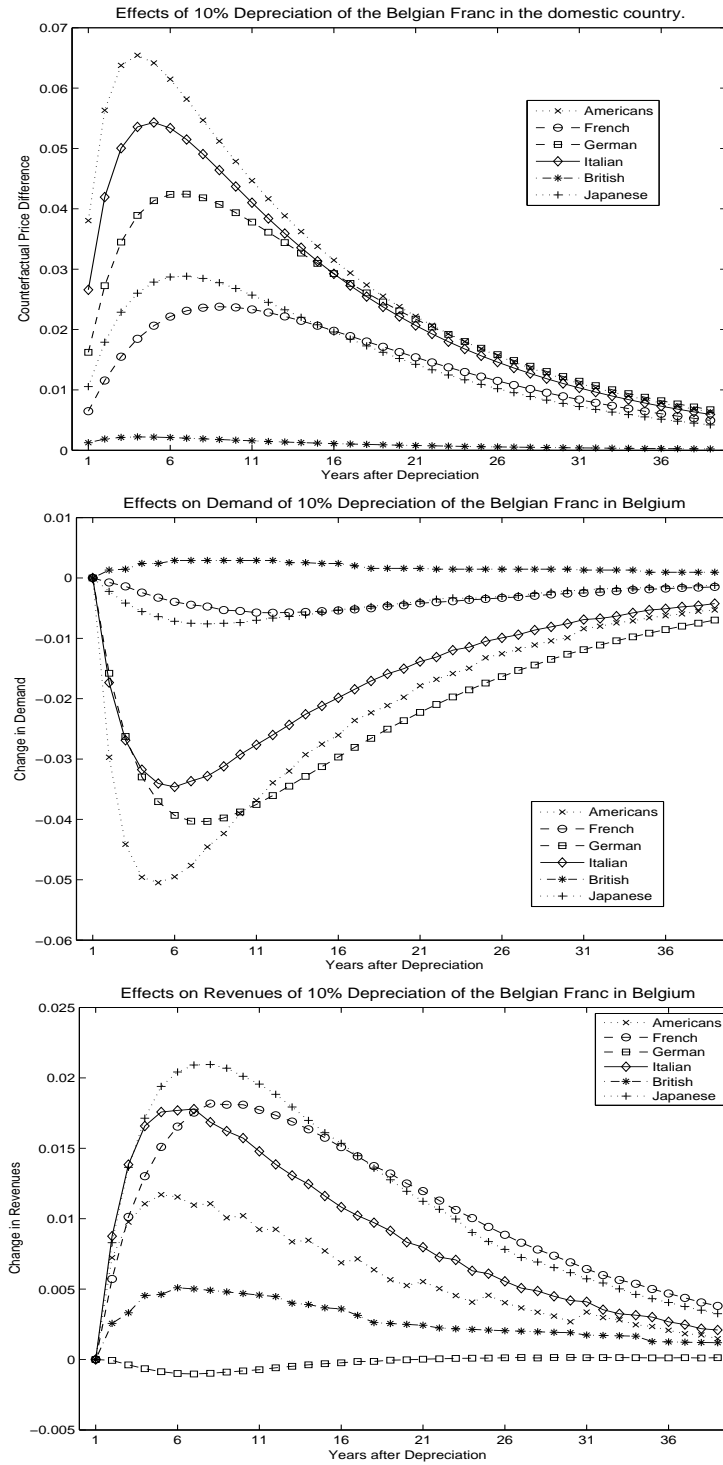 Effects of 10% Depreciation of the Belgian Franc in the domestic country.
0.07
0.06
0.05
0.04
0.03
0.02
0.01
0
Counterfactual Price Difference
Americans
French
German
Italian
British
Japanese
1 6 11 16 21 26 31 36
Years after Depreciation
Effects on Demand of 10% Depreciation of the Belgian Franc in Belgium
0.01
0
−0.01
−0.02
−0.03
−0.04
−0.05
−0.06
Change in Demand
Americans
French
German
Italian
British
Japanese
1 6 11 16 21 26 31 36
Years after Depreciation
Effects on Revenues of 10% Depreciation of the Belgian Franc in Belgium
0.025
0.02
0.015
0.01
0.005
0
−0.005
Change in Revenues
Americans
French
German
Italian
British
Japanese
1 6 11 16 21 26 31 36
Years after Depreciation